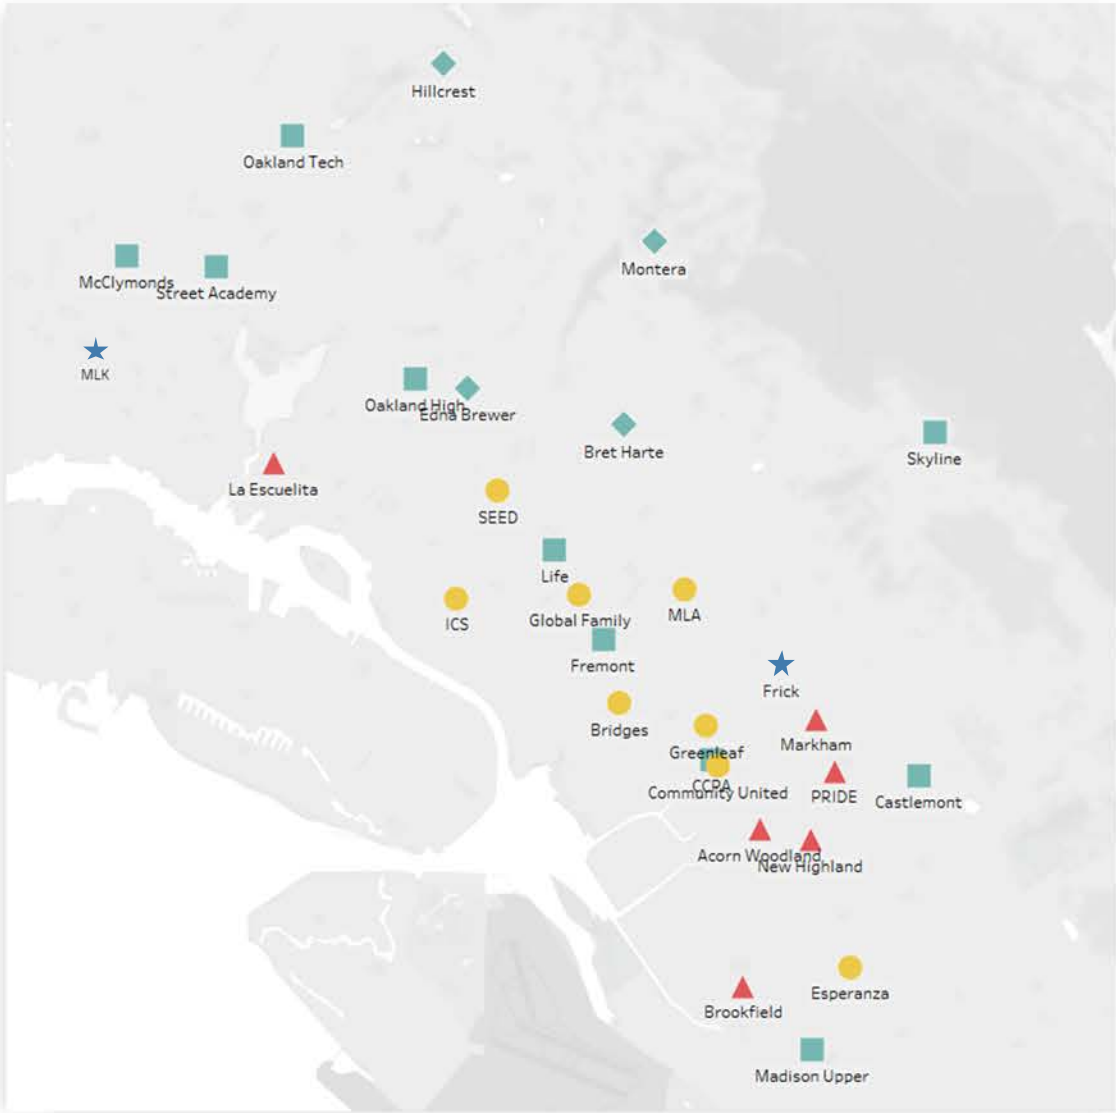 Hillcrest
Oakland Tech
Montera
McClymonds
Street Academy
MLK
Oakland High
Edna Brewer
Bret Harte
Skyline
La Escuelita
SEED
Life
ICS
Global Family
MLA
Fremont
Frick
Bridges
Greenleaf
Markham
CCPA
Community United
PRIDE
Castlemont
Acorn Woodland
New Highland
Esperanza
Brookfield
Madison Upper